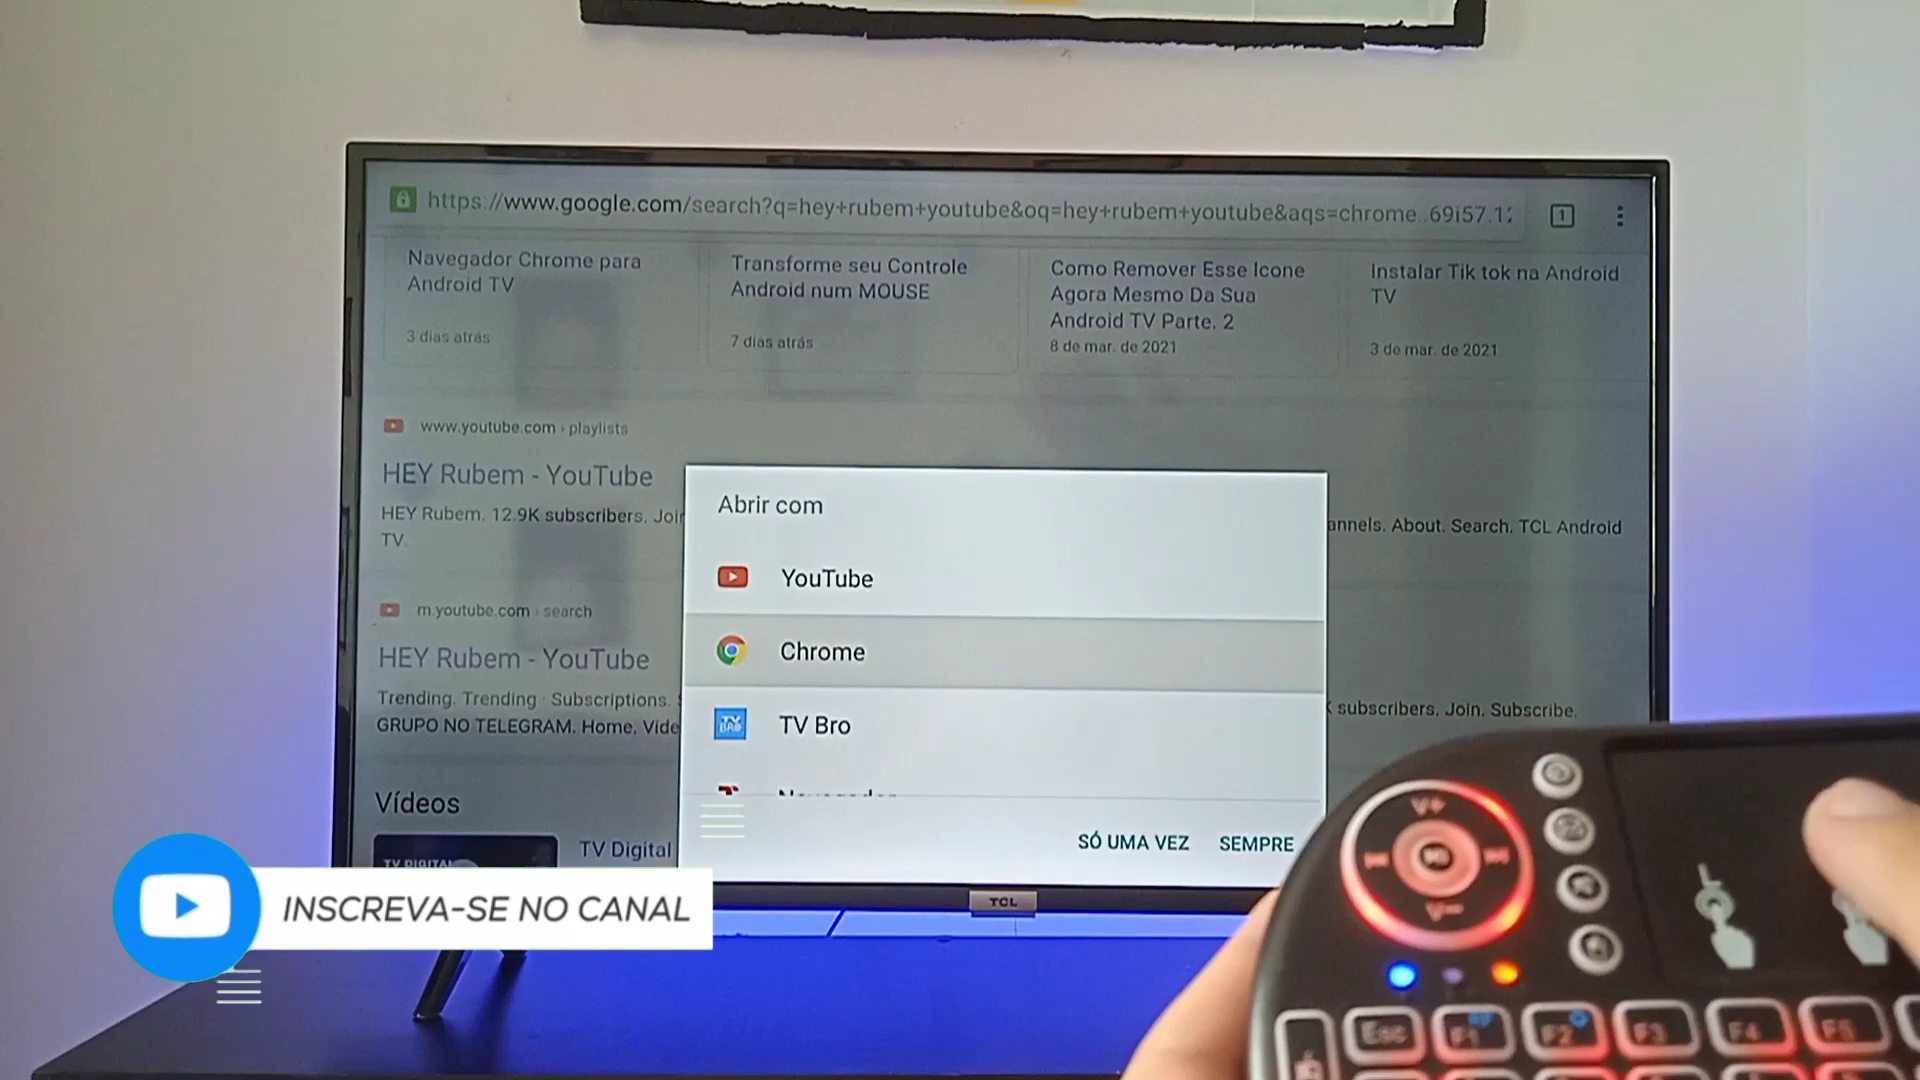 https://www.google.com/search?q=hey+rubem+youtube&oq=hey+rubem+youtube&aqs=chrome..69i57.12
1
Navegador Chrome para
Android TV
3 dias atrás
Transforme seu Controle
Android num MOUSE
7 dias atrás
Como Remover Esse Icone
Agora Mesmo Da Sua
Android TV Parte. 2
8 de mar. de 2021
Instalar Tik tok na Android
TV
3 de mar. de 2021
www.youtube.com › playlists
HEY Rubem - YouTube
HEY Rubem. 12.9K subscribers. Join
annels. About. Search. TCL Android
TV.
m.youtube.com › search
HEY Rubem - YouTube
Trending. Trending · Subscriptions.
subscribers. Join. Subscribe.
GRUPO NO TELEGRAM. Home. Vide
Vídeos
TV DIGITAL
TV Digital
Abrir com
YouTube
Chrome
TV BRO
TV Bro
SÓ UMA VEZ
SEMPRE
TCL
INSCREVA-SE NO CANAL
V+
V-
Esc
F1
F2
F3
F4
F5